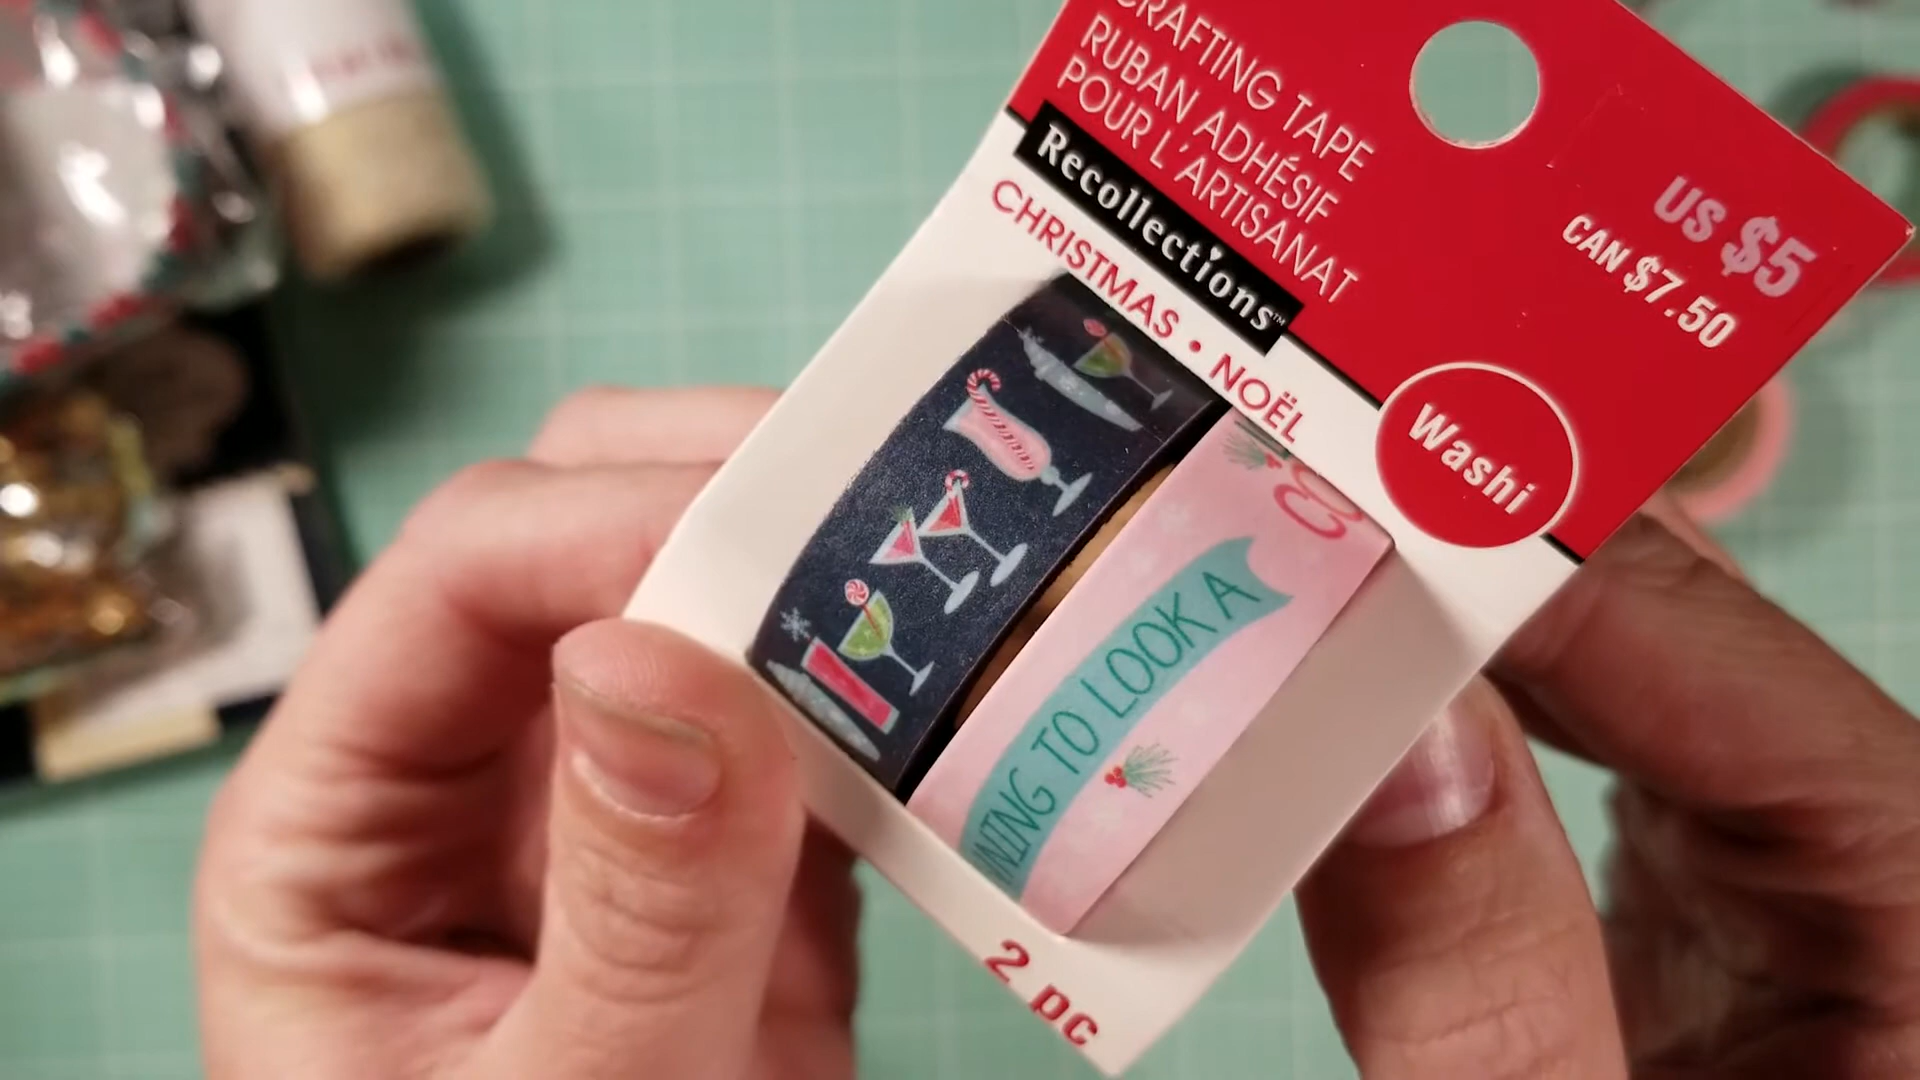 CRAFTING TAPE
RUBAN ADHÉSIF
POUR L'ARTISANAT
Recollections™
CHRISTMAS • NOËL
US $5
CAN $7.50
Washi
TO LOOK A
2 pc